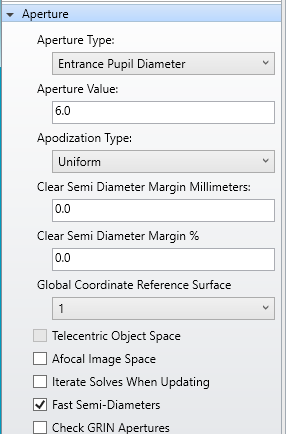 Aperture
Aperture Type:
Entrance Pupil Diameter
Aperture Value:
6.0
Apodization Type:
Uniform
Clear Semi Diameter Margin Millimeters:
0.0
Clear Semi Diameter Margin %
0.0
Global Coordinate Reference Surface
1
Telecentric Object Space
Afocal Image Space
Iterate Solves When Updating
Fast Semi-Diameters
Check GRIN Apertures